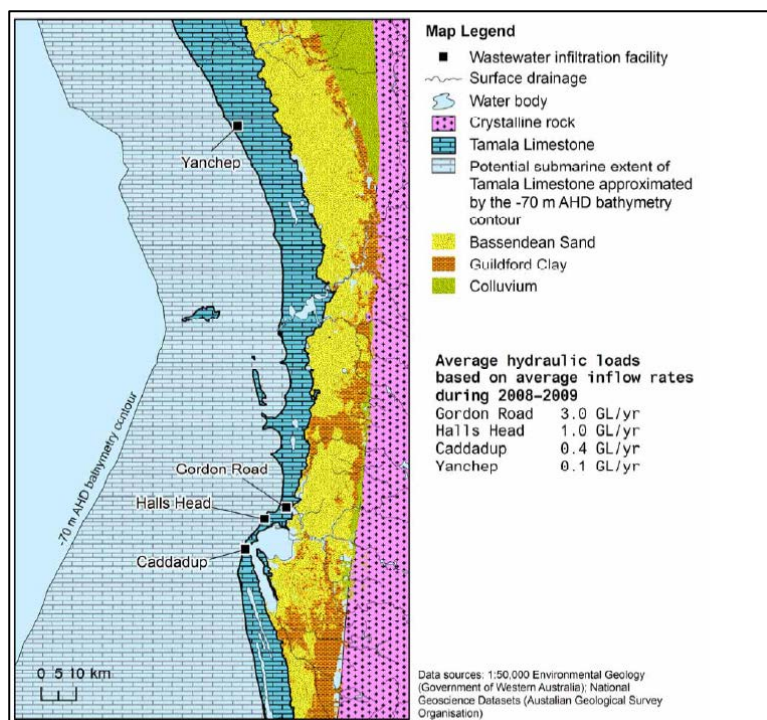 Map Legend
Wastewater infiltration facility
Surface drainage
Water body
Crystalline rock
Tamala Limestone
Potential submarine extent of
Tamala Limestone approximated
by the -70 m AHD bathymetry
contour
Bassendean Sand
Guildford Clay
Colluvium
Yanchep
Average hydraulic loads
based on average inflow rates
during 2008–2009
Gordon Road 3.0 GL/yr
Halls Head 1.0 GL/yr
Caddadup 0.4 GL/yr
Yanchep 0.1 GL/yr
-70 m AHD bathymetry contour
Gordon Road
Halls Head
Caddadup
0 5 10 km
Data sources: 1:50,000 Environmental Geology
(Government of Western Australia); National
Geoscience Datasets (Austalian Geological Survey
Organisation)